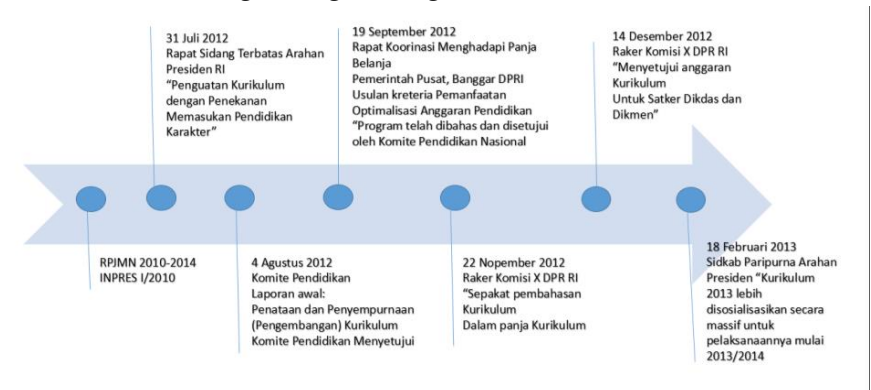 31 Juli 2012
Rapat Sidang Terbatas Arahan
Presiden RI
"Penguatan Kurikulum
dengan Penekanan
Memasukan Pendidikan
Karakter"
19 September 2012
Rapat Koorinasi Menghadapi Panja
Belanja
Pemerintah Pusat, Banggar DPRI
Usulan kreteria Pemanfaatan
Optimalisasi Anggaran Pendidikan
"Program telah dibahas dan disetujui
oleh Komite Pendidikan Nasional
14 Desember 2012
Raker Komisi X DPR RI
"Menyetujui anggaran
Kurikulum
Untuk Satker Dikdas dan
Dikmen"
RPJMN 2010-2014
INPRES I/2010
4 Agustus 2012
Komite Pendidikan
Laporan awal:
Penataan dan Penyempurnaan
(Pengembangan) Kurikulum
Komite Pendidikan Menyetujui
22 Nopember 2012
Raker Komisi X DPR RI
"Sepakat pembahasan
Kurikulum
Dalam panja Kurikulum
18 Februari 2013
Sidkab Paripurna Arahan
Presiden "Kurikulum
2013 lebih
disosialisasikan secara
massif untuk
pelaksanaannya mulai
2013/2014